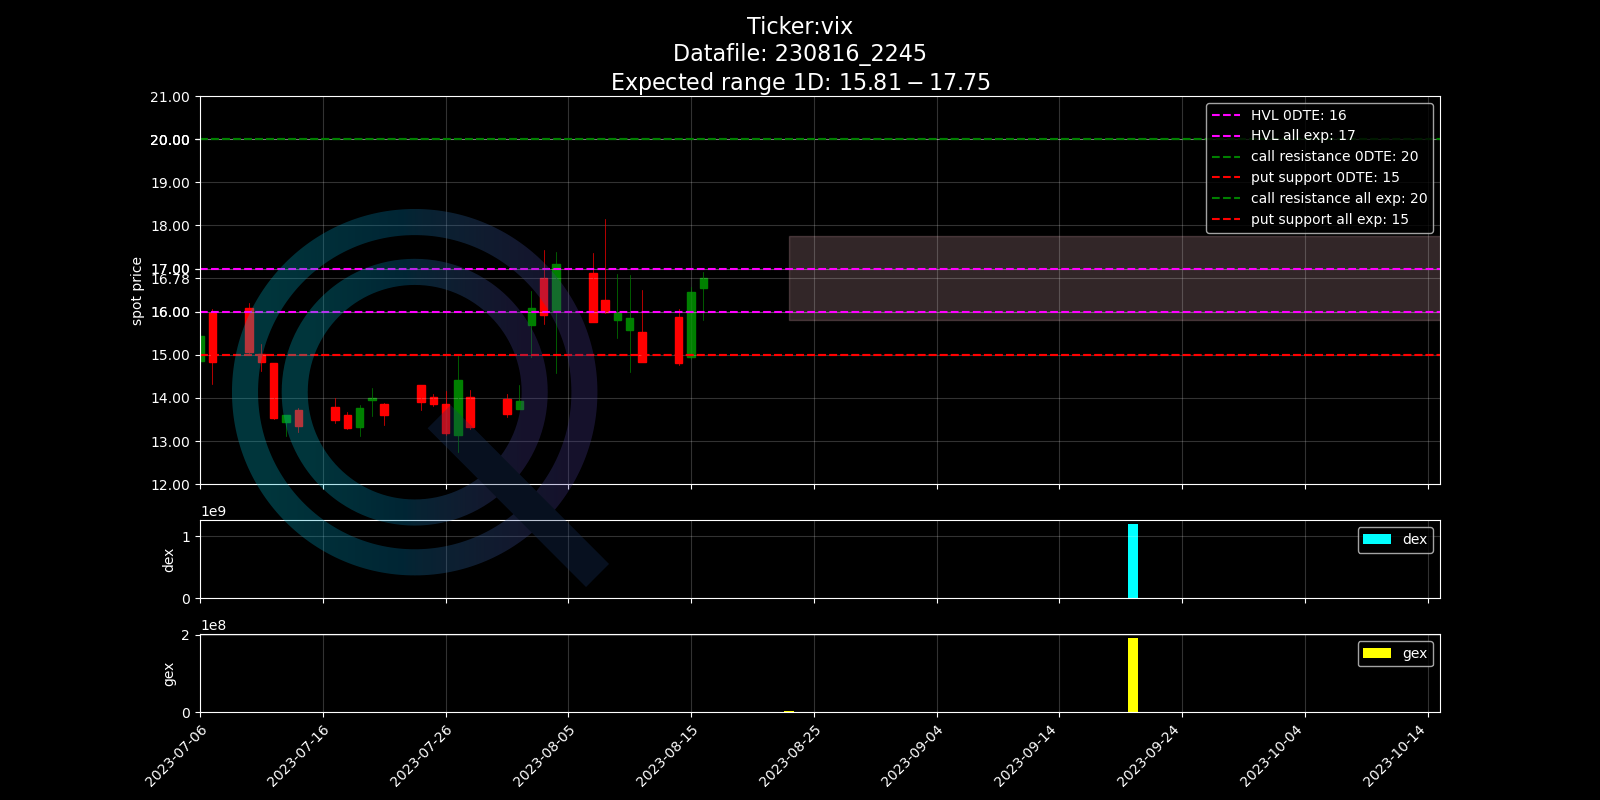 Ticker:vix
Datafile: 230816_2245
Expected range 1D: 15.81 − 17.75
21.00
20.00
19.00
18.00
17.00
16.78
16.00
15.00
14.00
13.00
12.00
spot price
HVL 0DTE: 16
HVL all exp: 17
call resistance 0DTE: 20
put support 0DTE: 15
call resistance all exp: 20
put support all exp: 15
1e9
1
0
dex
dex
1e8
2
0
gex
gex
2023-07-06
2023-07-16
2023-07-26
2023-08-05
2023-08-15
2023-08-25
2023-09-04
2023-09-14
2023-09-24
2023-10-04
2023-10-14